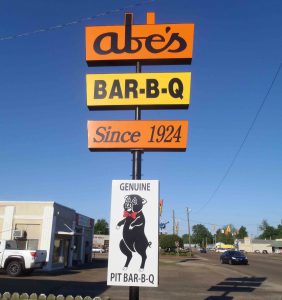 abe's
BAR-B-Q
Since 1924
GENUINE
PIT BAR-B-Q